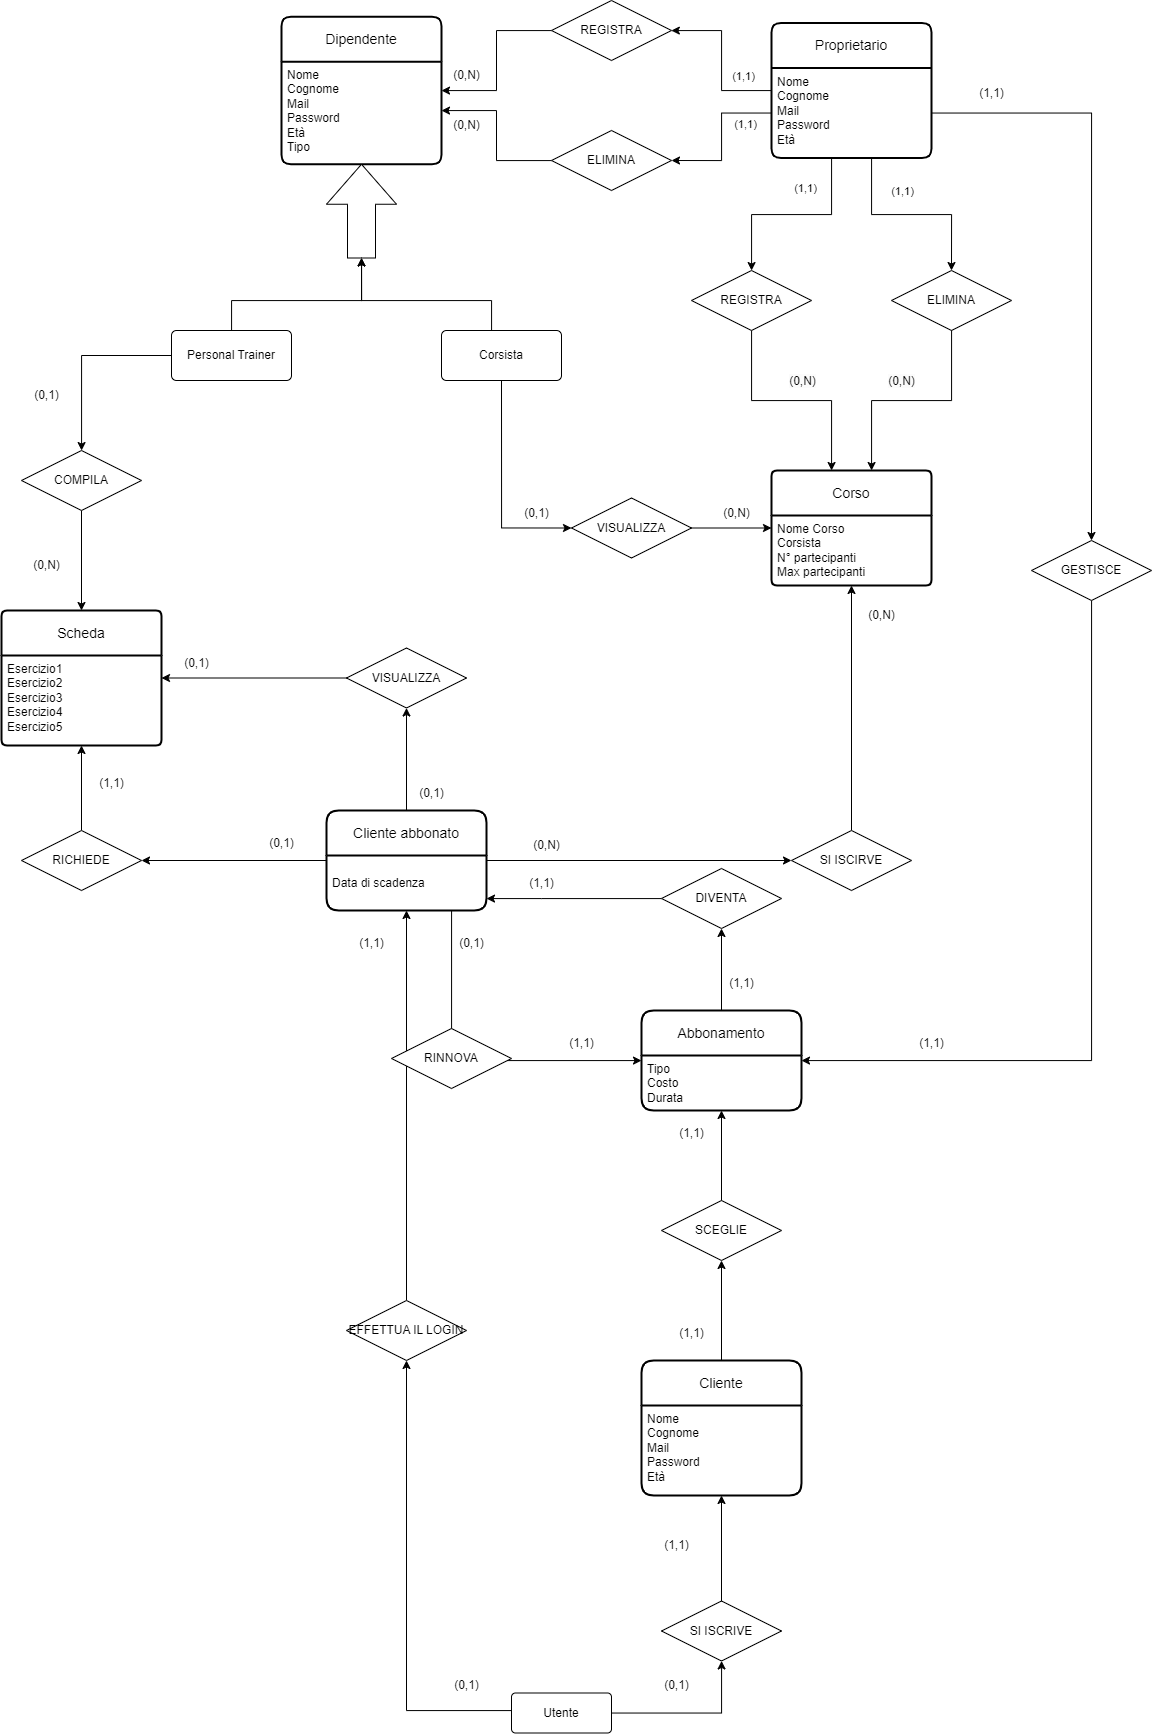 REGISTRA
Dipendente
Proprietario
Nome
Cognome
Mail
Password
Età
Tipo
(0,N)
(1,1)
Nome
Cognome
Mail
Password
Età
(1,1)
(0,N)
(1,1)
ELIMINA
(1,1)
(1,1)
REGISTRA
ELIMINA
Personal Trainer
Corsista
(0,1)
(0,N)
(0,N)
COMPILA
Corso
(0,1)
VISUALIZZA
(0,N)
Nome Corso
Corsista
N° partecipanti
Max partecipanti
(0,N)
GESTISCE
(0,N)
Scheda
Esercizio1
Esercizio2
Esercizio3
Esercizio4
Esercizio5
(0,1)
VISUALIZZA
(1,1)
(0,1)
Cliente abbonato
Data di scadenza
RICHIEDE
(0,1)
(0,N)
SI ISCIRVE
(1,1)
DIVENTA
(1,1)
(0,1)
(1,1)
Abbonamento
Tipo
Costo
Durata
RINNOVA
(1,1)
(1,1)
(1,1)
SCEGLIE
EFFETTUA IL LOGIN
(1,1)
Cliente
Nome
Cognome
Mail
Password
Età
(1,1)
SI ISCRIVE
(0,1)
(0,1)
Utente